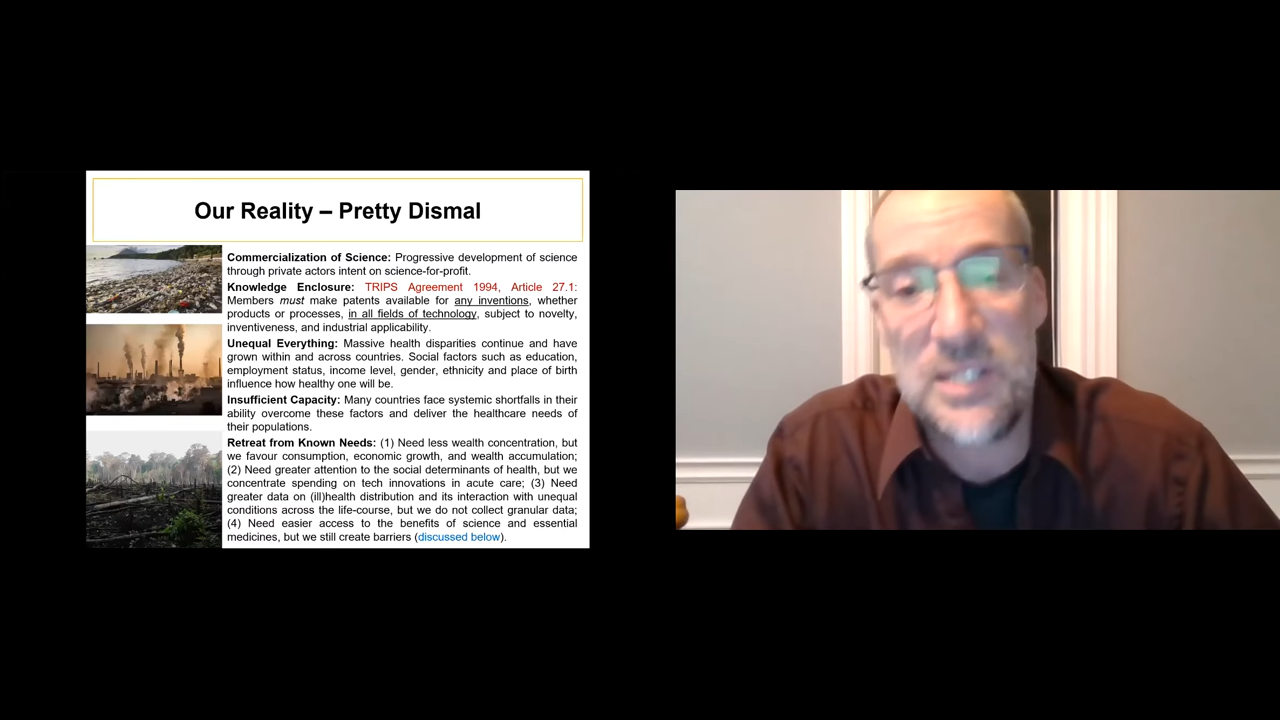 Our Reality – Pretty Dismal
Commercialization of Science: Progressive development of science
through private actors intent on science-for-profit.
Knowledge Enclosure: TRIPS Agreement 1994, Article 27.1:
Members must make patents available for any inventions, whether
products or processes, in all fields of technology, subject to novelty,
inventiveness, and industrial applicability.
Unequal Everything: Massive health disparities continue and have
grown within and across countries. Social factors such as education,
employment status, income level, gender, ethnicity and place of birth
influence how healthy one will be.
Insufficient Capacity: Many countries face systemic shortfalls in their
ability overcome these factors and deliver the healthcare needs of
their populations.
Retreat from Known Needs: (1) Need less wealth concentration, but
we favour consumption, economic growth, and wealth accumulation;
(2) Need greater attention to the social determinants of health, but we
concentrate spending on tech innovations in acute care; (3) Need
greater data on (ill)health distribution and its interaction with unequal
conditions across the life-course, but we do not collect granular data;
(4) Need easier access to the benefits of science and essential
medicines, but we still create barriers (discussed below).